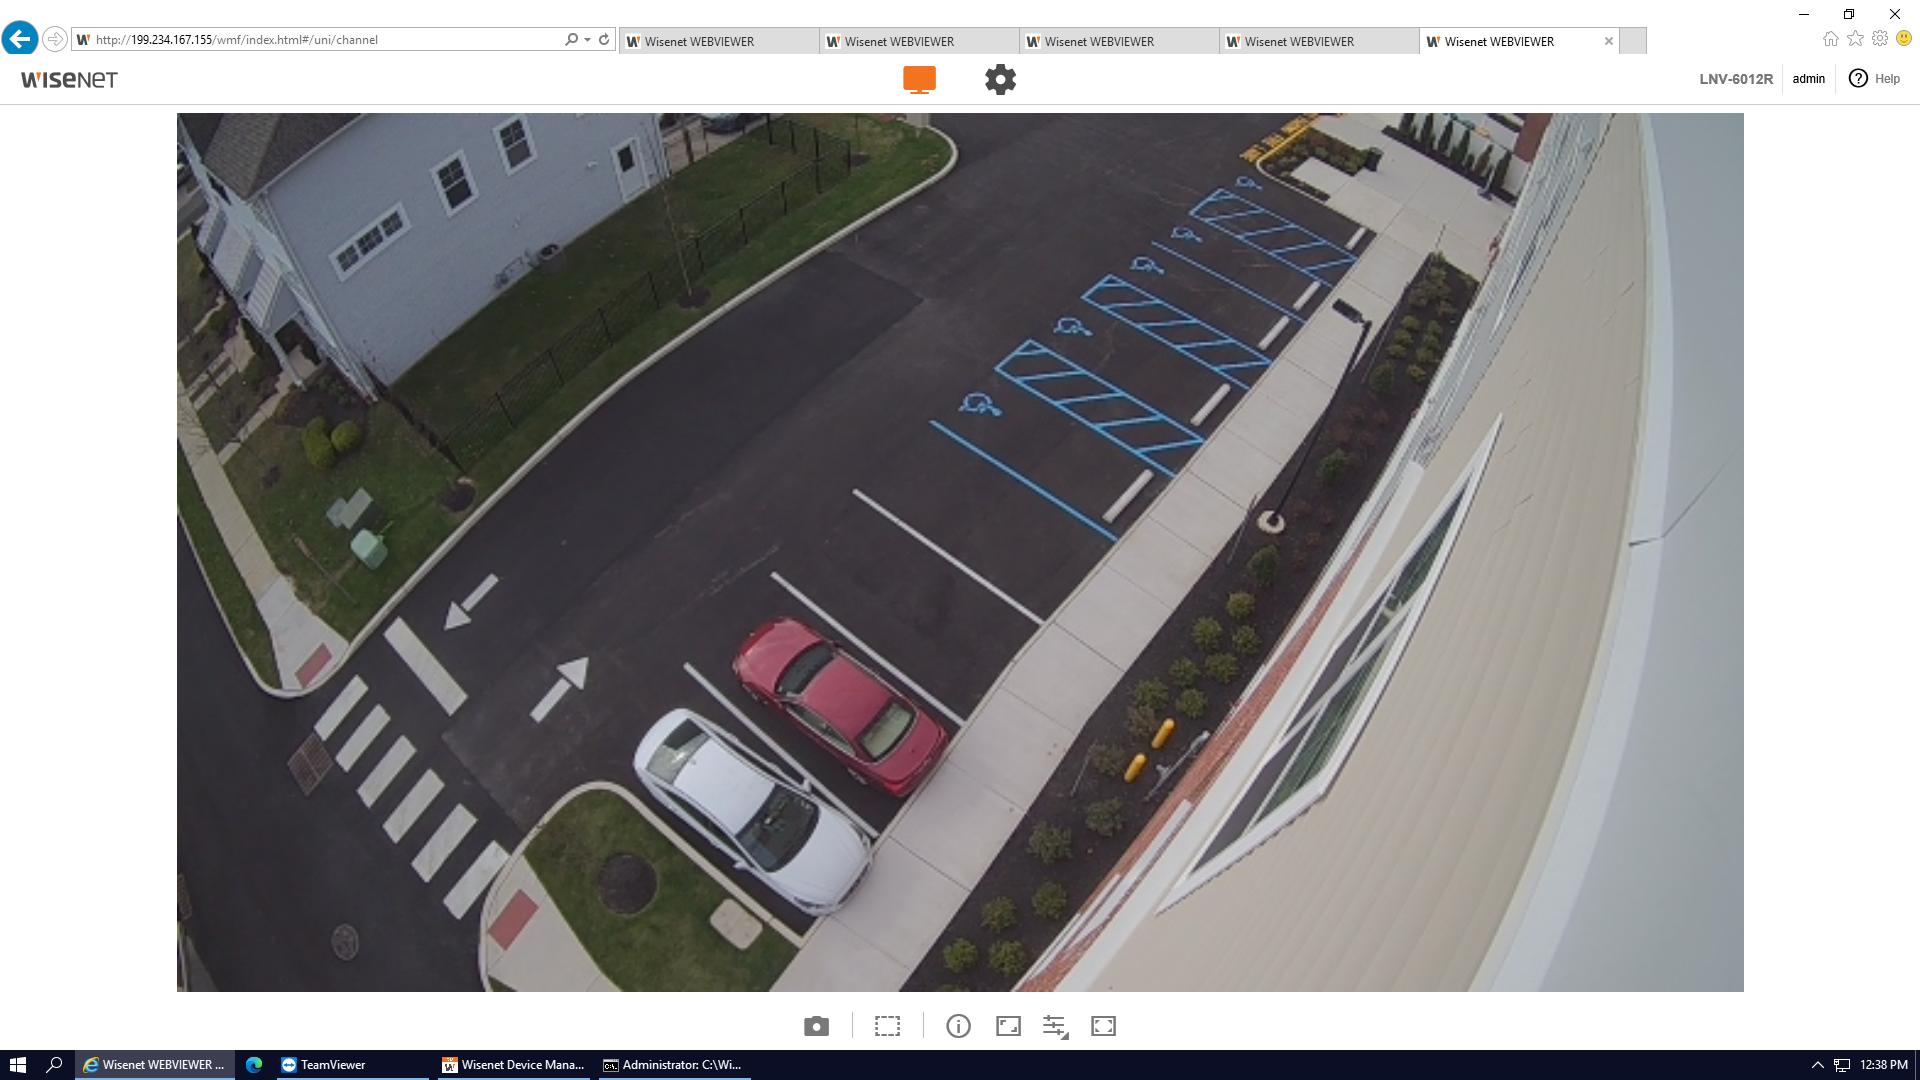 http://199.234.167.155/wmf/index.html#/uni/channel
Wisenet WEBVIEWER
Wisenet WEBVIEWER
Wisenet WEBVIEWER
Wisenet WEBVIEWER
Wisenet WEBVIEWER
WISENET
LNV-6012R
admin
Help
Wisenet WEBVIEWER ...
TeamViewer
Wisenet Device Mana...
Administrator: C:\Wi...
12:38 PM